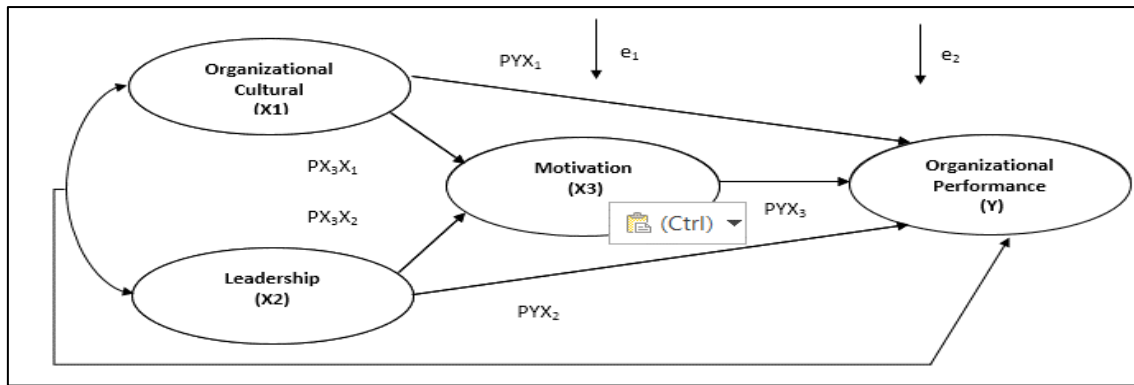 PYX₁
e₁
e₂
Organizational
Cultural
(X1)
PX₃X₁
Motivation
(X3)
Organizational
Performance
(Y)
PX₃X₂
(Ctrl)
PYX₃
Leadership
(X2)
PYX₂